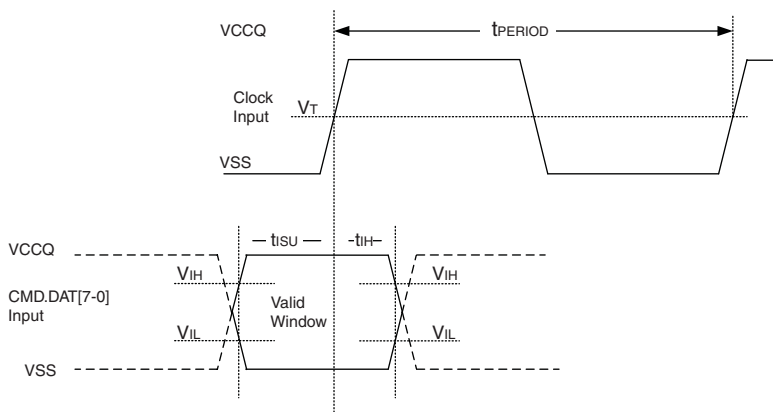 VCCQ
tPERIOD
Clock
Input
VT
VSS
VCCQ
tISU
tIH
VIH
VIH
CMD.DAT[7-0]
Input
Valid
Window
VIL
VIL
VSS